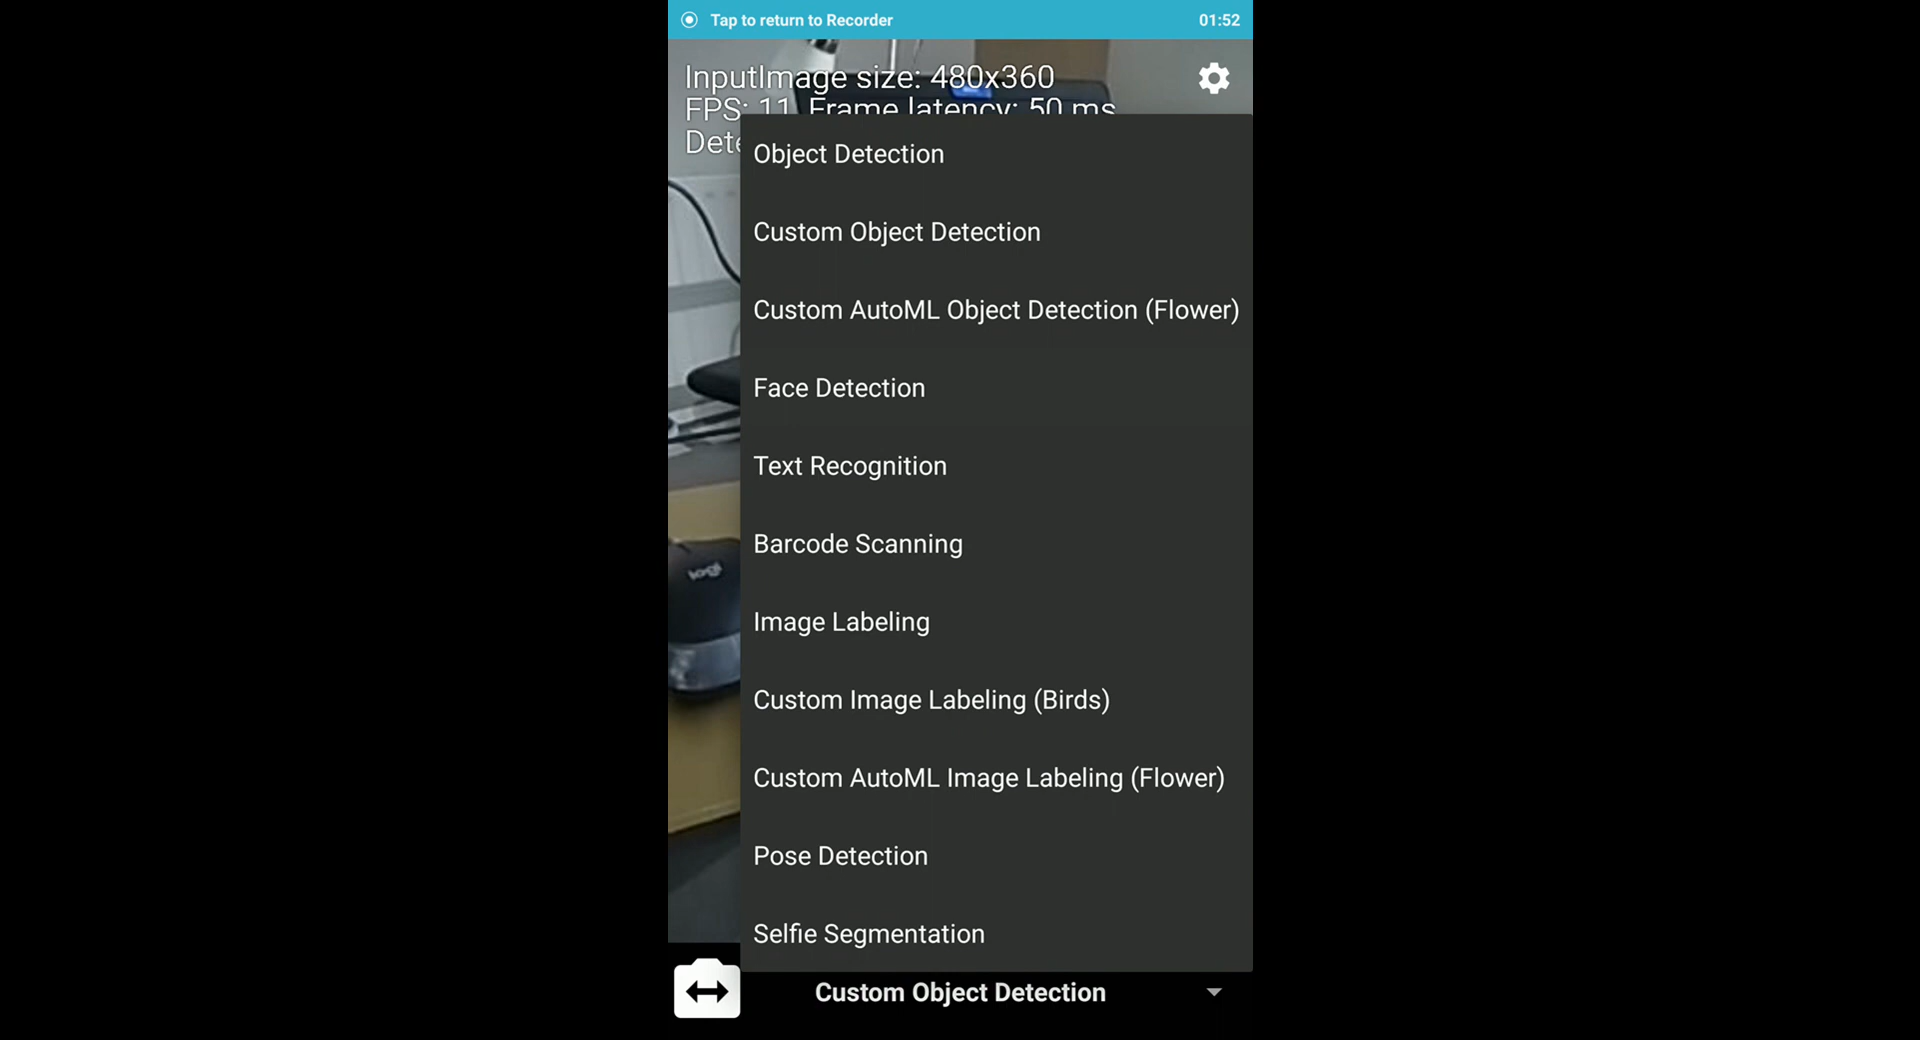 Tap to return to Recorder 01:52
InputImage size: 480x360
FPS: 11 Frame latency: 50 ms
Object Detection
Custom Object Detection
Custom AutoML Object Detection (Flower)
Face Detection
Text Recognition
Barcode Scanning
logi
Image Labeling
Custom Image Labeling (Birds)
Custom AutoML Image Labeling (Flower)
Pose Detection
Selfie Segmentation
Custom Object Detection